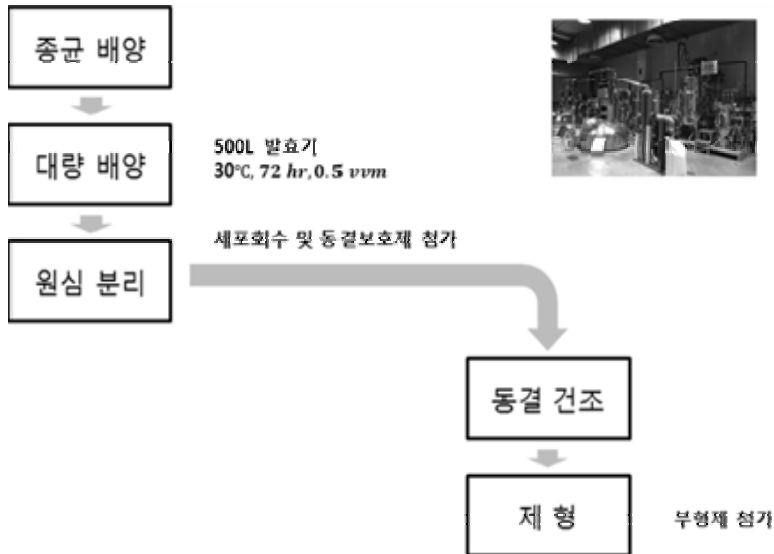 종균 배양
대량 배양
500L 발효기
30℃, 72 hr, 0.5 vvm
세포회수 및 동결보호제 첨가
원심 분리
동결 건조
제 형
부형제 첨가